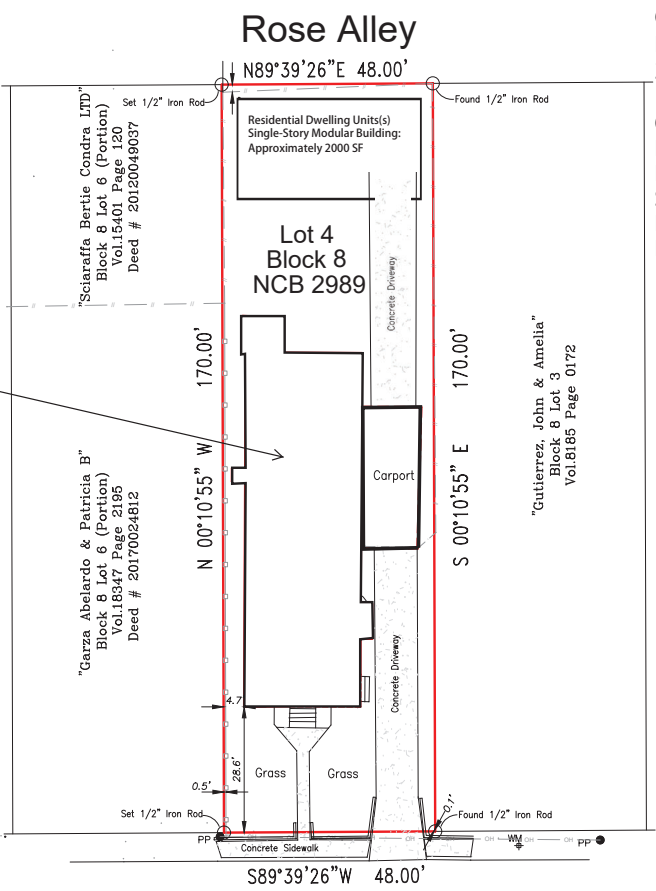 Rose Alley
N89°39'26"E 48.00'
Set 1/2" Iron Rod
Found 1/2" Iron Rod
Residential Dwelling Units(s)
Single-Story Modular Building:
Approximately 2000 SF
"Sciaraffa Bertie Condra LTD"
Block 8 Lot 6 (Portion)
Vol.15401 Page 120
Deed # 20120049037
Lot 4
Block 8
NCB 2989
Concrete Driveway
N 00°10'55" W 170.00'
S 00°10'55" E 170.00'
"Gutierrez, John & Amelia"
Block 8 Lot 3
Vol.8185 Page 0172
Carport
"Garza Abelardo & Patricia B"
Block 8 Lot 6 (Portion)
Vol.18347 Page 2195
Deed # 20170024812
Concrete Driveway
4.7
28.6'
0.5'
Grass
Grass
0.1'
Set 1/2" Iron Rod
Found 1/2" Iron Rod
PP
Concrete Sidewalk
OH
OH
WM
OH
PP
S89°39'26"W 48.00'